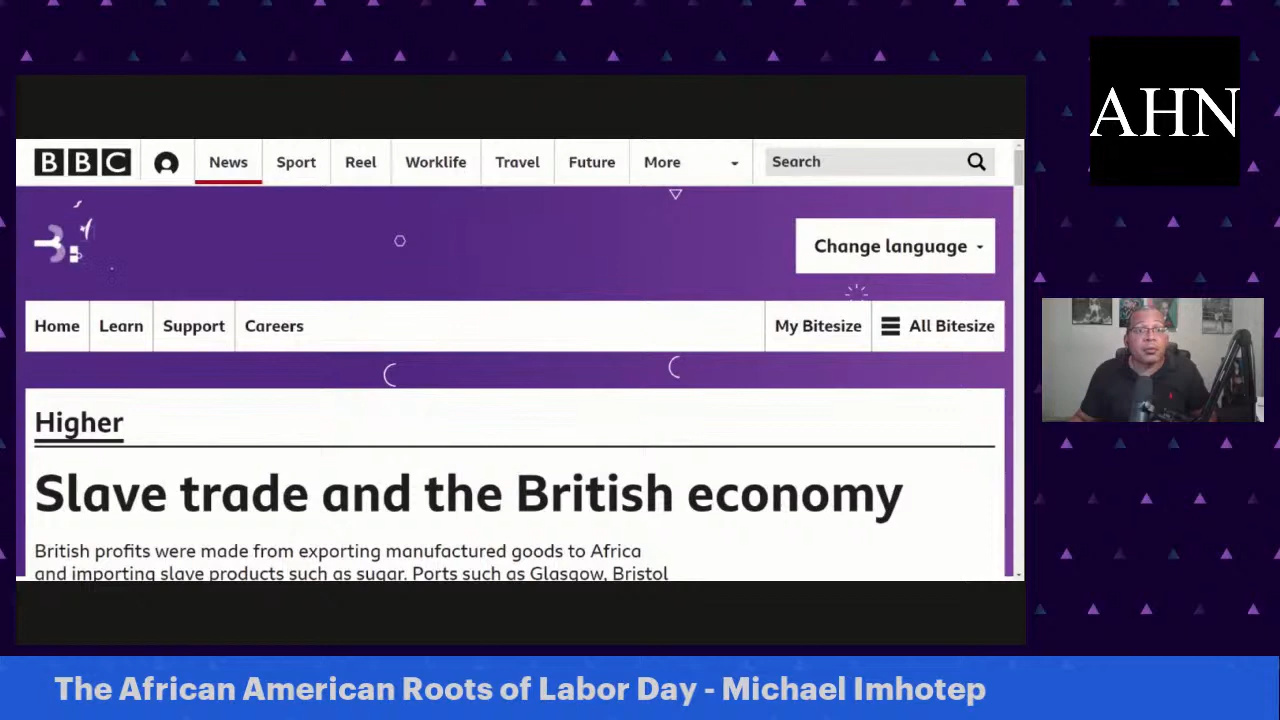 AHN
BBC
News
Sport
Reel
Worklife
Travel
Future
More
Search
Change language
Home
Learn
Support
Careers
My Bitesize
All Bitesize
Higher
Slave trade and the British economy
British profits were made from exporting manufactured goods to Africa
and importing slave products such as sugar. Ports such as Glasgow, Bristol
The African American Roots of Labor Day - Michael Imhotep